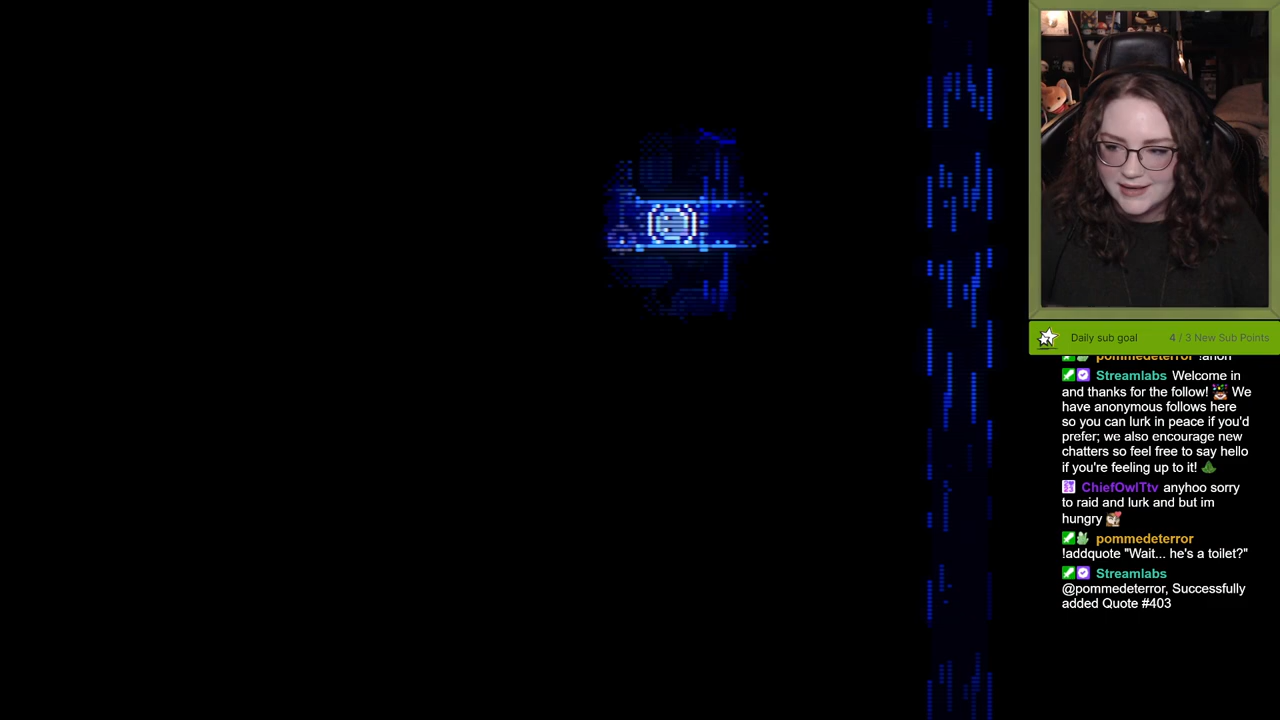 Daily sub goal
4 / 3 New Sub Points
pommedeterror !anon
Streamlabs Welcome in
and thanks for the follow! We
have anonymous follows here
so you can lurk in peace if you'd
prefer; we also encourage new
chatters so feel free to say hello
if you're feeling up to it!
ChiefOwlTtv anyhoo sorry
to raid and lurk and but im
hungry
pommedeterror
!addquote "Wait... he's a toilet?"
Streamlabs
@pommedeterror, Successfully
added Quote #403